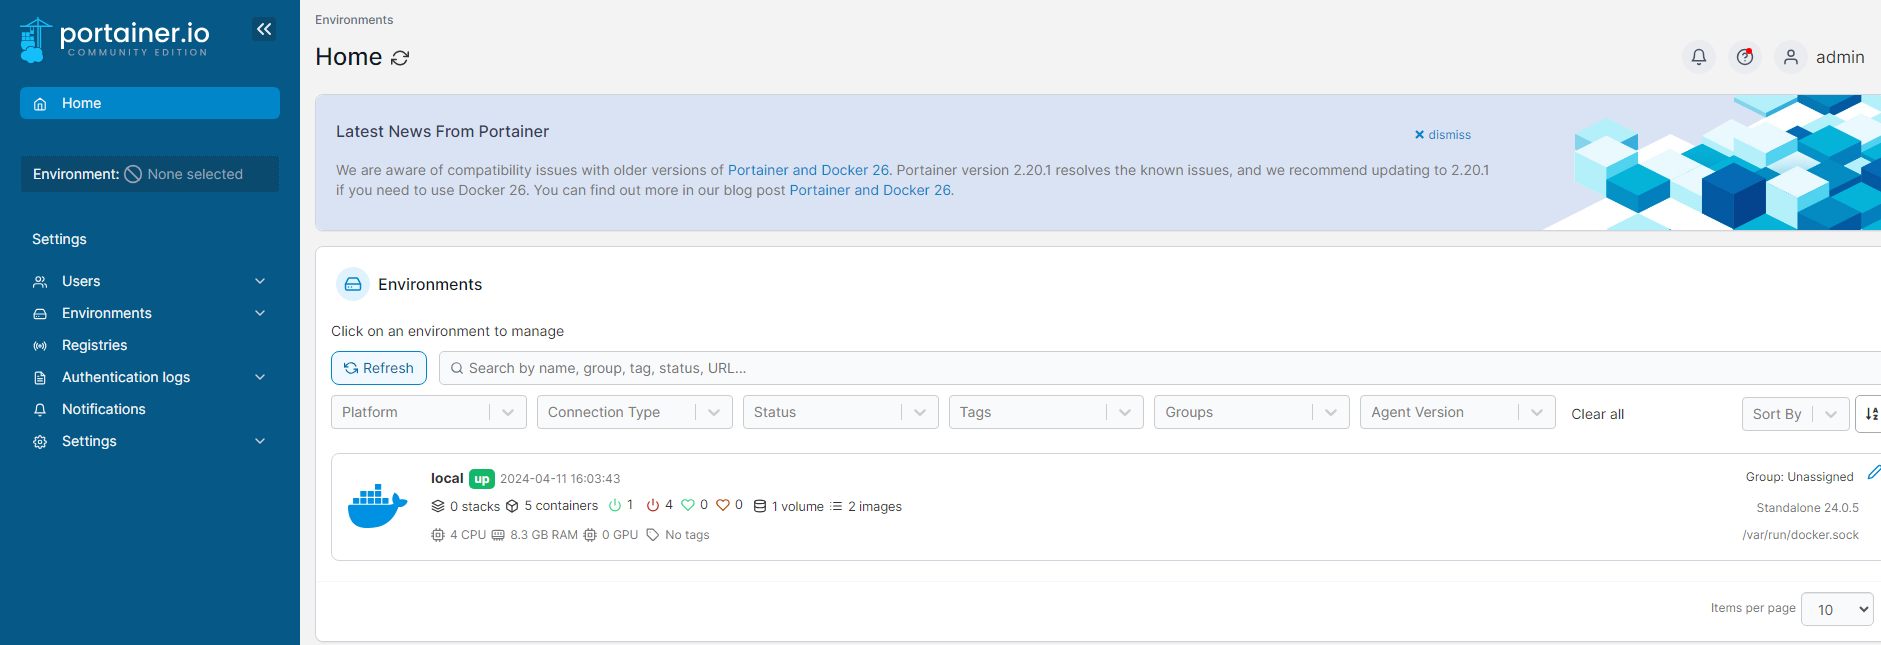 portainer.io
COMMUNITY EDITION
Home
Environment: None selected
Settings
Users
Environments
Registries
Authentication logs
Notifications
Settings
Environments
Home
admin
Latest News From Portainer
dismiss
We are aware of compatibility issues with older versions of Portainer and Docker 26. Portainer version 2.20.1 resolves the known issues, and we recommend updating to 2.20.1
if you need to use Docker 26. You can find out more in our blog post Portainer and Docker 26.
Environments
Click on an environment to manage
Refresh
Search by name, group, tag, status, URL...
Platform Connection Type Status Tags Groups Agent Version Clear all Sort By
local up 2024-04-11 16:03:43 Group: Unassigned
0 stacks 5 containers 1 4 0 0 1 volume 2 images Standalone 24.0.5
4 CPU 8.3 GB RAM 0 GPU No tags /var/run/docker.sock
Items per page 10